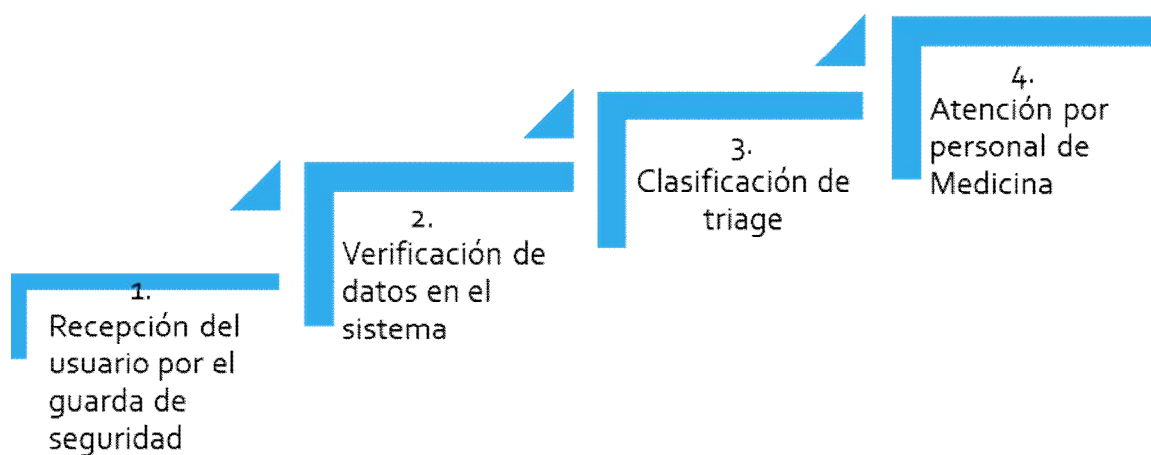 1.
Recepción del
usuario por el
guarda de
seguridad
2.
Verificación de
datos en el
sistema
3.
Clasificación de
triage
4.
Atención por
personal de
Medicina